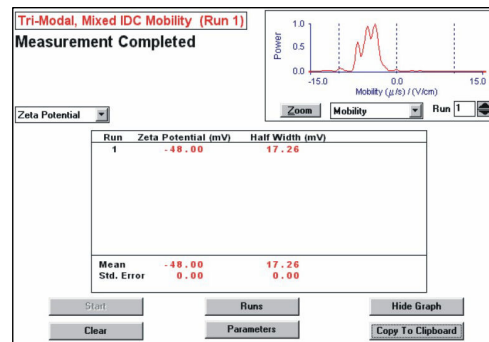 Tri-Modal, Mixed IDC Mobility (Run 1)
Measurement Completed
Power
1.0
0.5
0.0
-15.0
0.0
15.0
Mobility (μ/s) / (V/cm)
Zoom
Mobility
Run 1
Zeta Potential
Run Zeta Potential (mV) Half Width (mV)
1 -48.00 17.26
Mean -48.00 17.26
Std. Error 0.00 0.00
Start
Runs
Hide Graph
Clear
Parameters
Copy To Clipboard